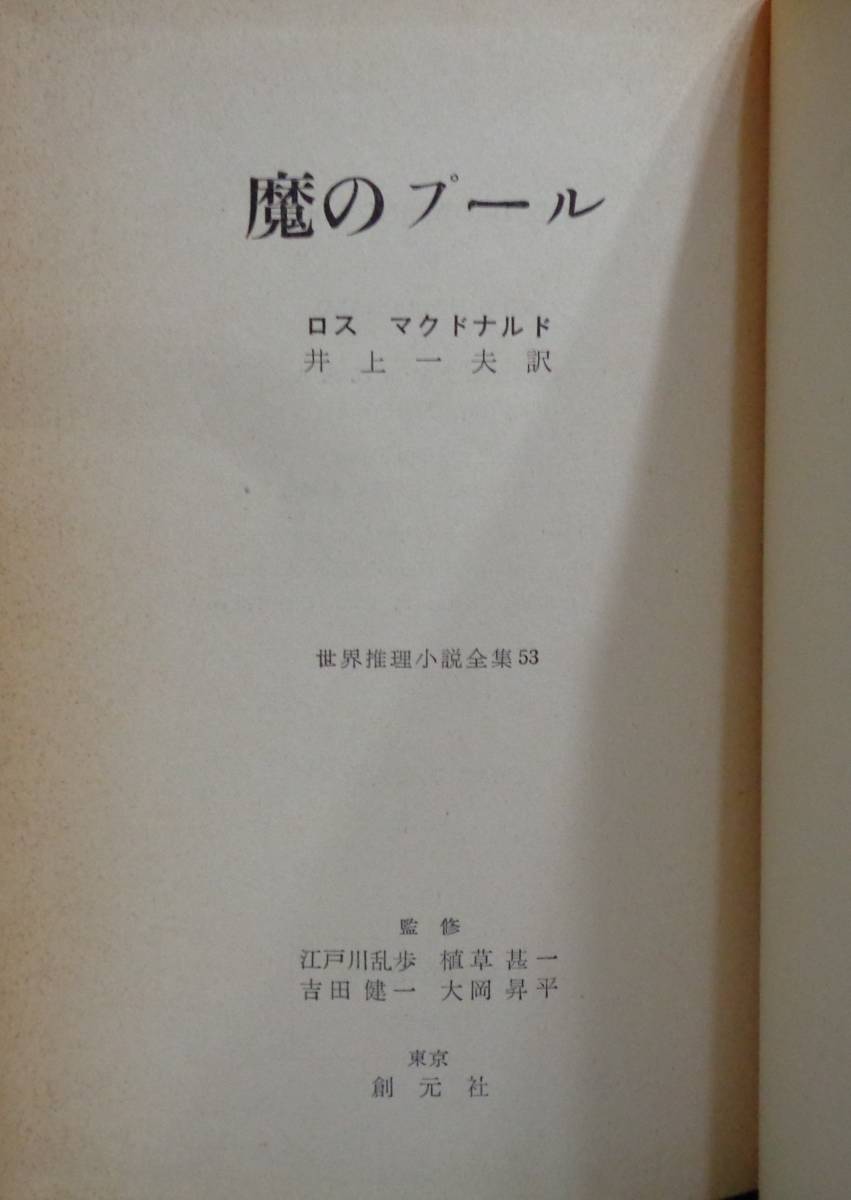 魔のプール
ロス　マクドナルド
井上一夫訳
世界推理小説全集53
監修
江戸川乱歩　植草甚一
吉田健一　大岡昇平
東京
創元社